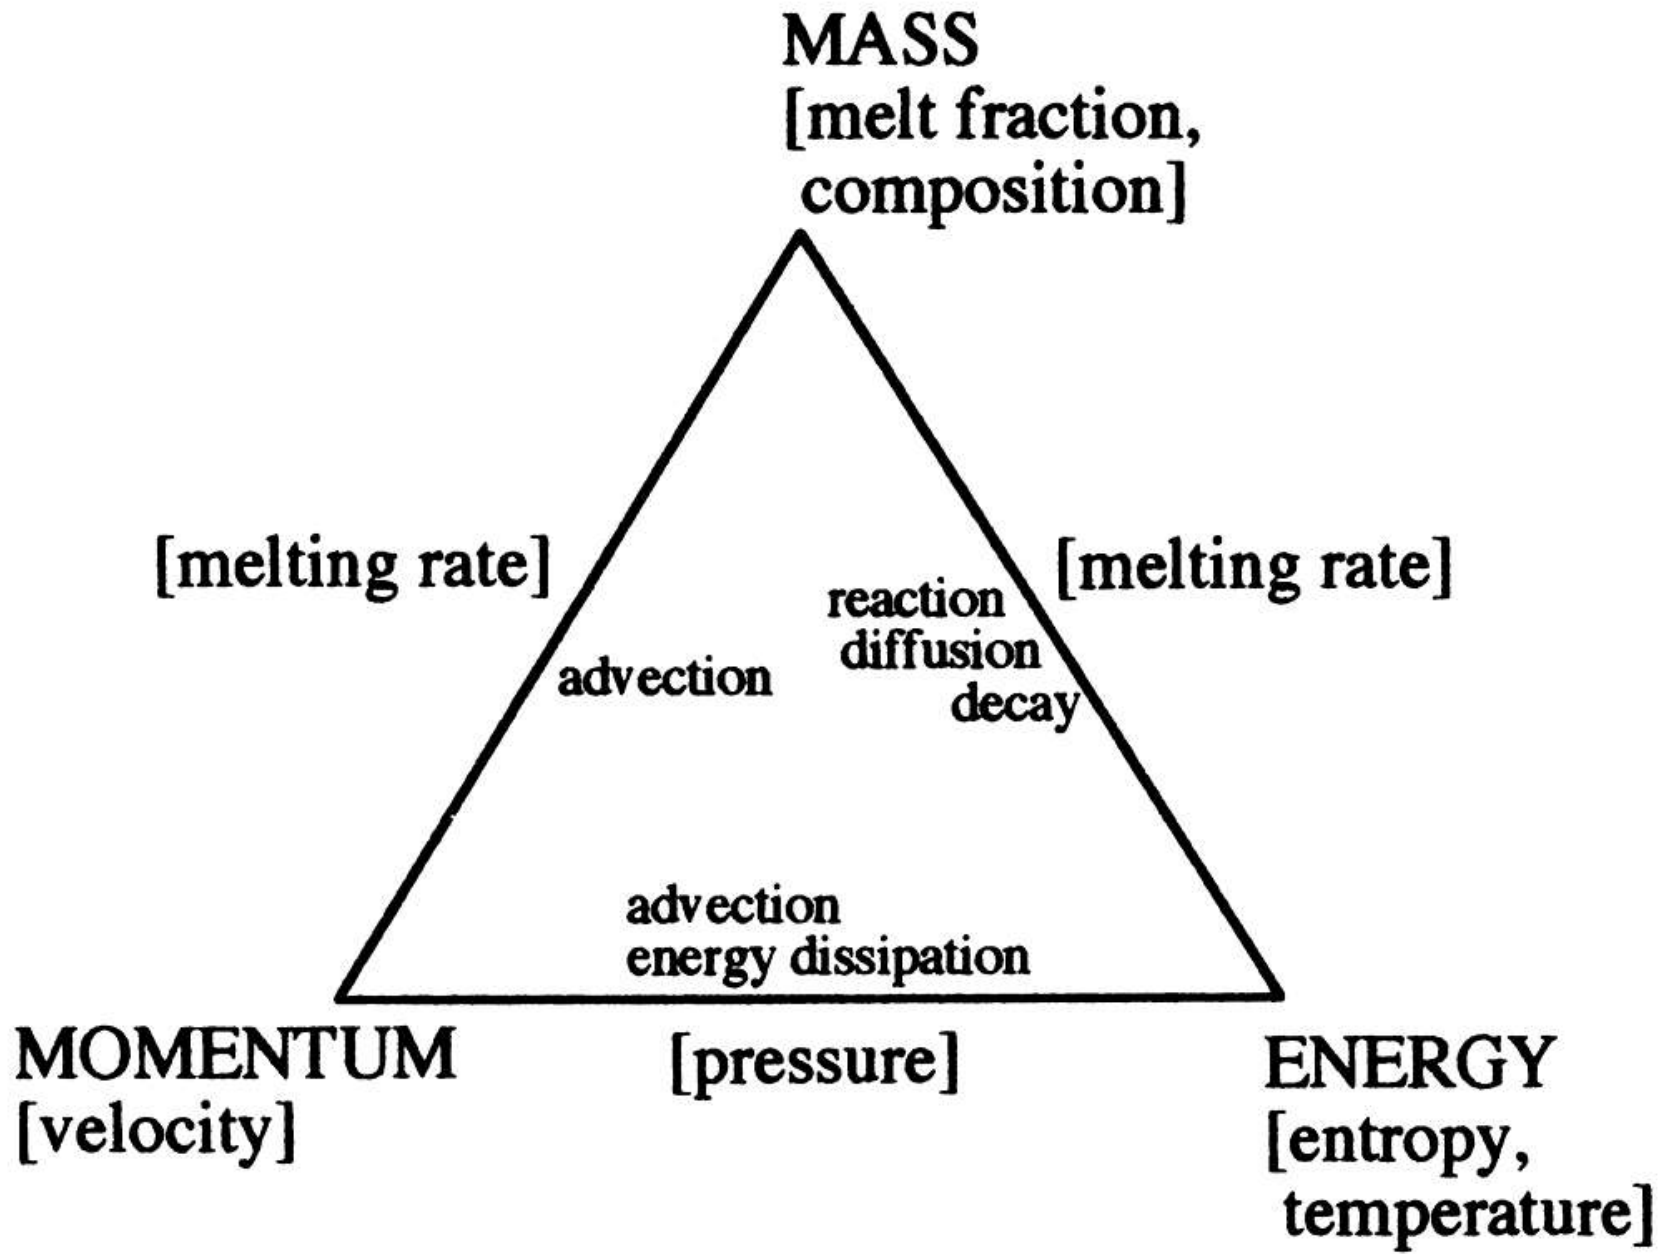 MASS
[melt fraction,
composition]
[melting rate]
[melting rate]
reaction
diffusion
decay
advection
advection
energy dissipation
MOMENTUM
[velocity]
[pressure]
ENERGY
[entropy,
temperature]